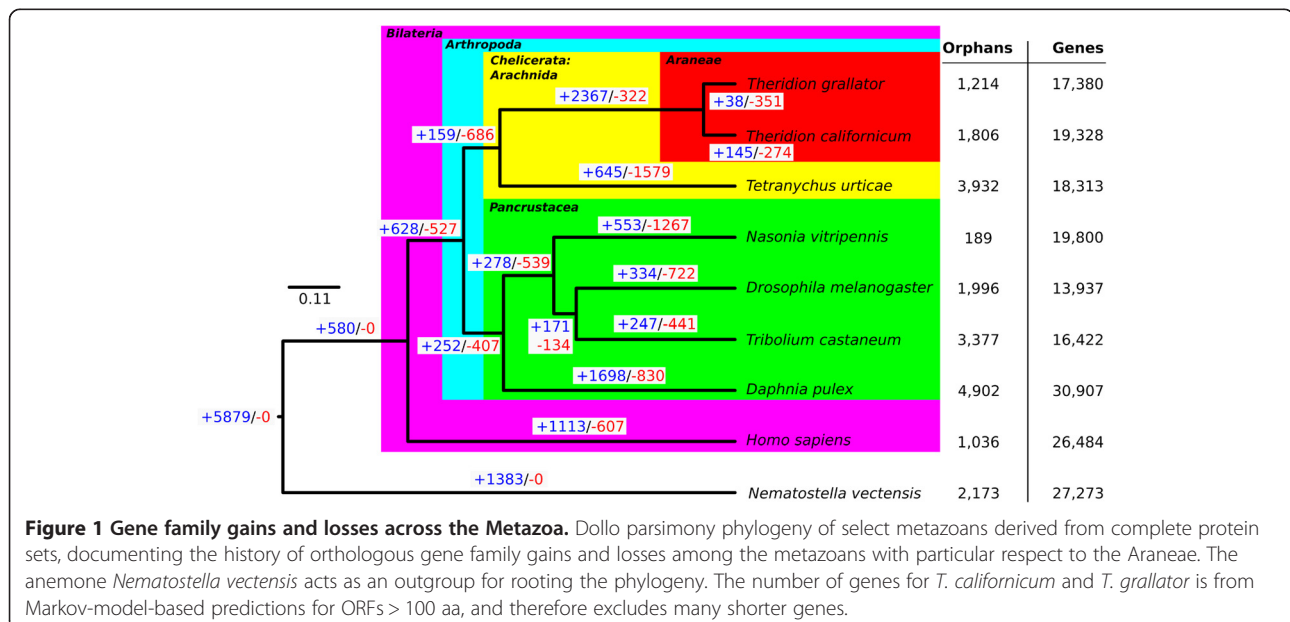 Bilateria
Arthropoda
Chelicerata:
Arachnida
Araneae
Orphans Genes
+2367/-322
Theridion grallator 1,214 17,380
+38/-351
+159/-686
Theridion californicum 1,806 19,328
+145/-274
+645/-1579
Tetranychus urticae 3,932 18,313
Pancrustacea
+553/-1267
+628/-527
Nasonia vitripennis 189 19,800
+278/-539
+334/-722
Drosophila melanogaster 1,996 13,937
0.11
+580/-0
+171
-134
+247/-441
Tribolium castaneum 3,377 16,422
+252/-407
+1698/-830
Daphnia pulex 4,902 30,907
+5879/-0
+1113/-607
Homo sapiens 1,036 26,484
+1383/-0
Nematostella vectensis 2,173 27,273
Figure 1 Gene family gains and losses across the Metazoa. Dollo parsimony phylogeny of select metazoans derived from complete protein
sets, documenting the history of orthologous gene family gains and losses among the metazoans with particular respect to the Araneae. The
anemone Nematostella vectensis acts as an outgroup for rooting the phylogeny. The number of genes for T. californicum and T. grallator is from
Markov-model-based predictions for ORFs > 100 aa, and therefore excludes many shorter genes.